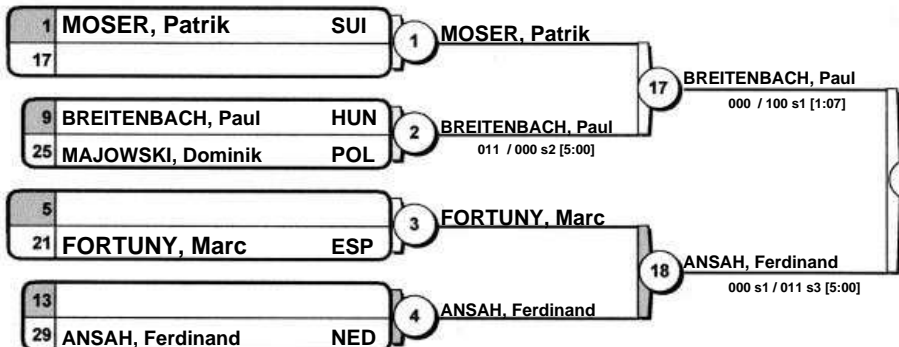 1 MOSER, Patrik SUI
17
1
MOSER, Patrik
9 BREITENBACH, Paul HUN
25 MAJOWSKI, Dominik POL
2
BREITENBACH, Paul
011 / 000 s2 [5:00]
17
BREITENBACH, Paul
000 / 100 s1 [1:07]
5
21 FORTUNY, Marc ESP
3
FORTUNY, Marc
13
29 ANSAH, Ferdinand NED
4
ANSAH, Ferdinand
18
ANSAH, Ferdinand
000 s1 / 011 s3 [5:00]